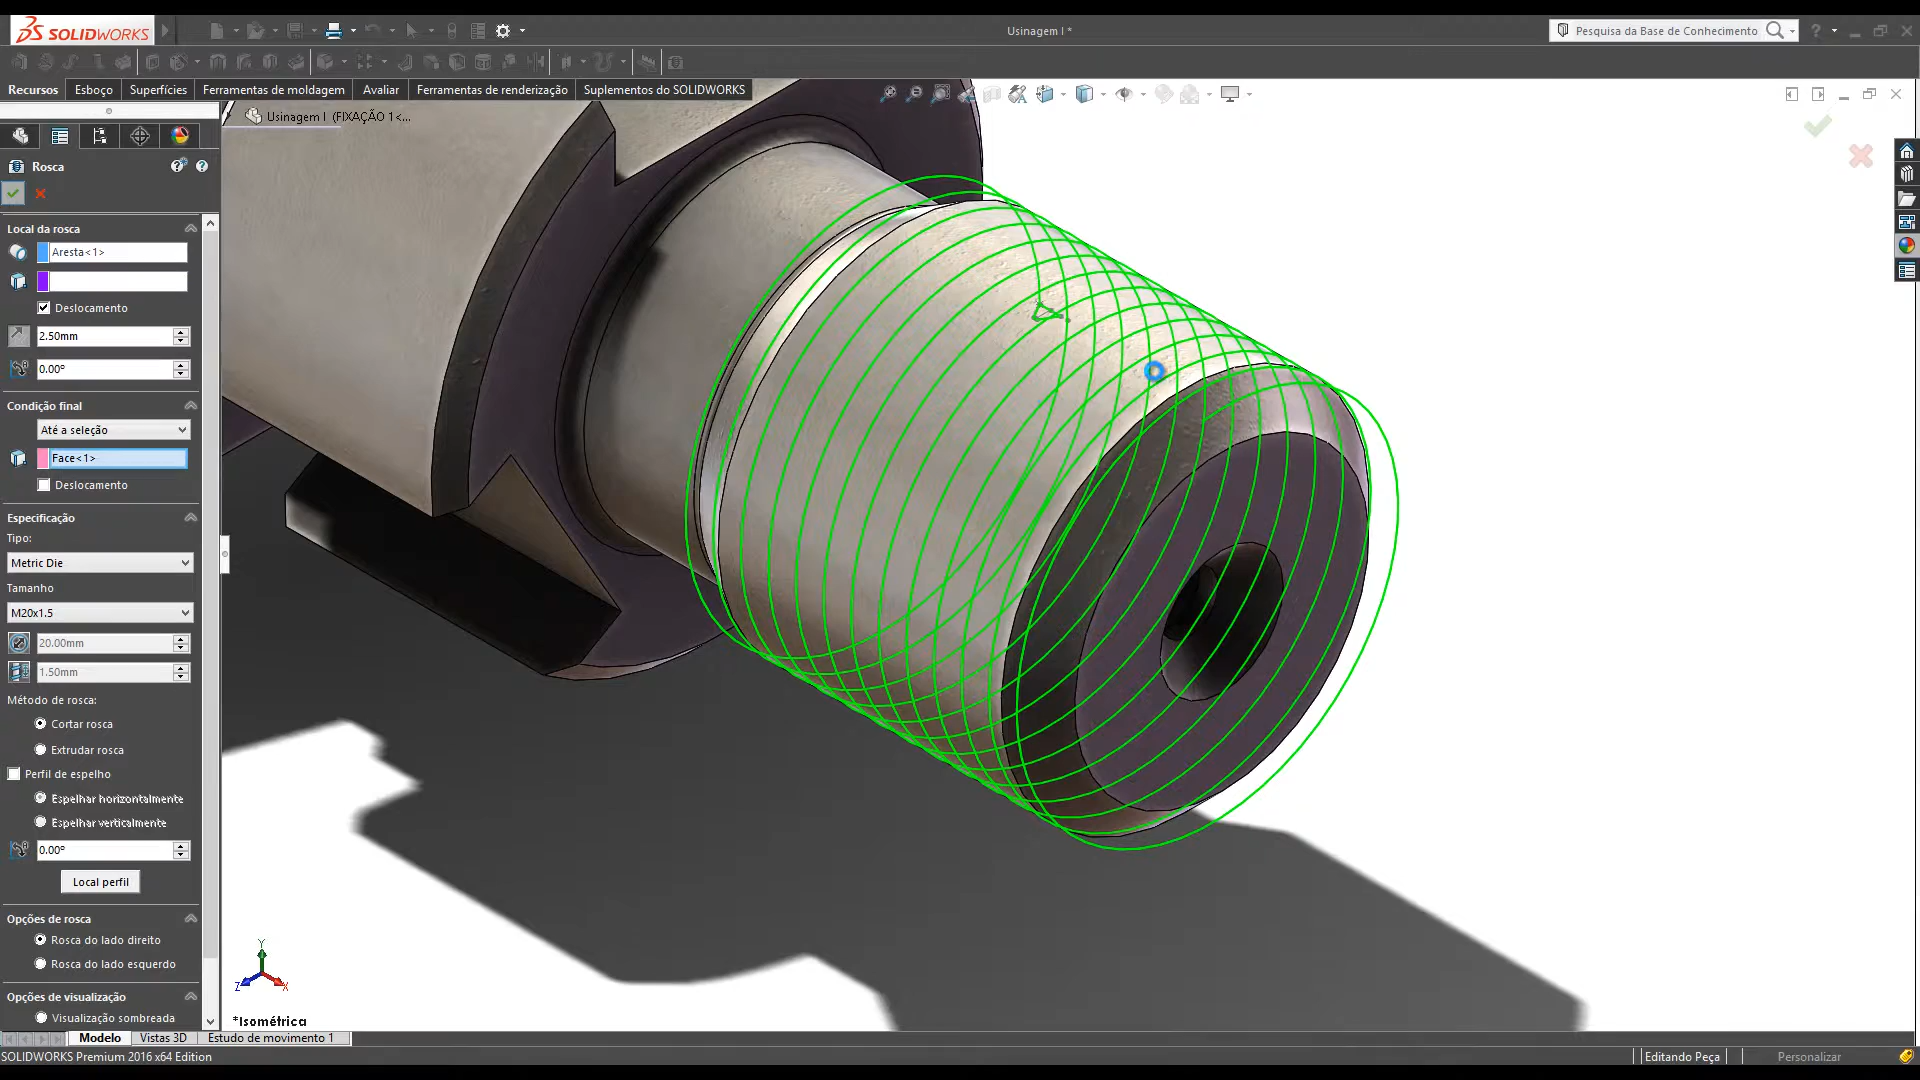 SOLIDWORKS
Usinagem I *
Pesquisa da Base de Conhecimento
?
Recursos
Esboço
Superfícies
Ferramentas de moldagem
Avaliar
Ferramentas de renderização
Suplementos do SOLIDWORKS
Usinagem I (FIXAÇÃO 1<...
Rosca
Local da rosca
Aresta<1>
Deslocamento
2.50mm
0.00°
Condição final
Até a seleção
Face<1>
Deslocamento
Especificação
Tipo:
Metric Die
Tamanho
M20x1.5
20.00mm
1.50mm
Método de rosca:
Cortar rosca
Extrudar rosca
Perfil de espelho
Espelhar horizontalmente
Espelhar verticalmente
0.00°
Local perfil
Opções de rosca
Rosca do lado direito
Rosca do lado esquerdo
Opções de visualização
Visualização sombreada
Y
Z
X
*Isométrica
Modelo
Vistas 3D
Estudo de movimento 1
SOLIDWORKS Premium 2016 x64 Edition
Editando Peça
Personalizar